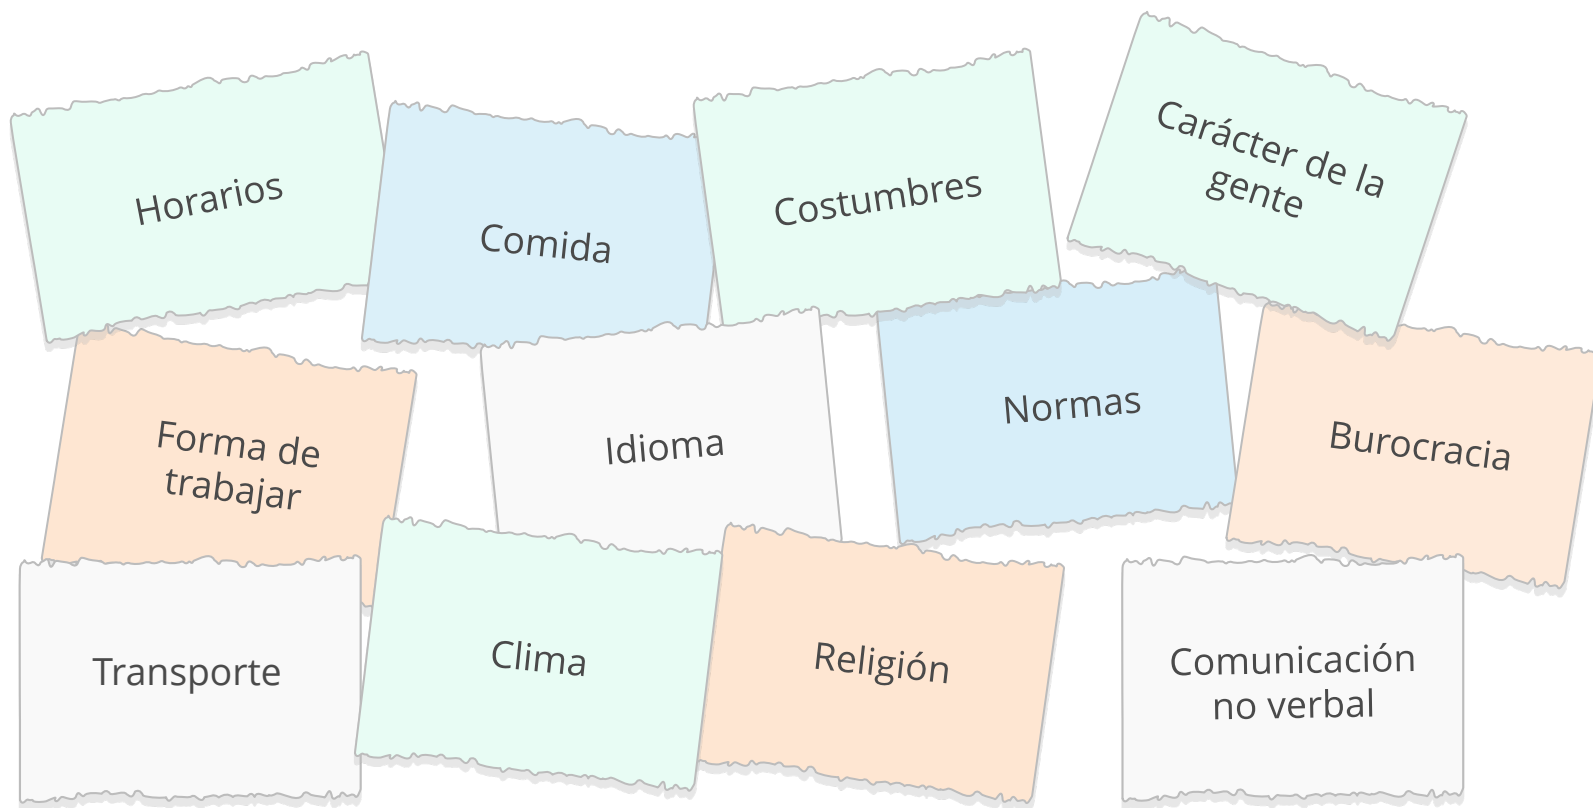 Horarios
Comida
Costumbres
Carácter de la
gente
Forma de
trabajar
Idioma
Normas
Burocracia
Transporte
Clima
Religión
Comunicación
no verbal